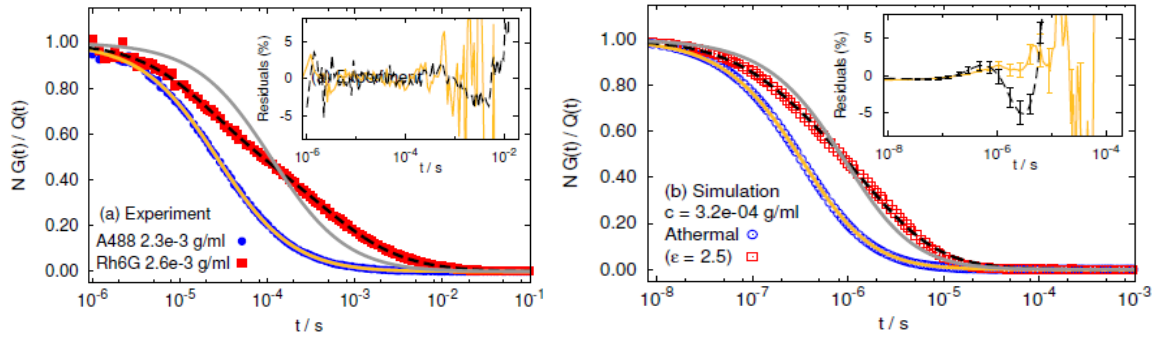 1.00
0.80
0.60
0.40
0.20
0.00
N G(t) / Q(t)
10^-6 10^-5 10^-4 10^-3 10^-2 10^-1
t / s
(a) Experiment
A488 2.3e-3 g/ml
Rh6G 2.6e-3 g/ml
Residuals (%)
5
0
-5
(a) Experiment
10^-6 10^-4 10^-2
t / s
1.00
0.80
0.60
0.40
0.20
0.00
N G(t) / Q(t)
10^-8 10^-7 10^-6 10^-5 10^-4 10^-3
t / s
(b) Simulation
c = 3.2e-04 g/ml
Athermal
(ε = 2.5)
Residuals (%)
5
0
-5
10^-8 10^-6 10^-4
t / s